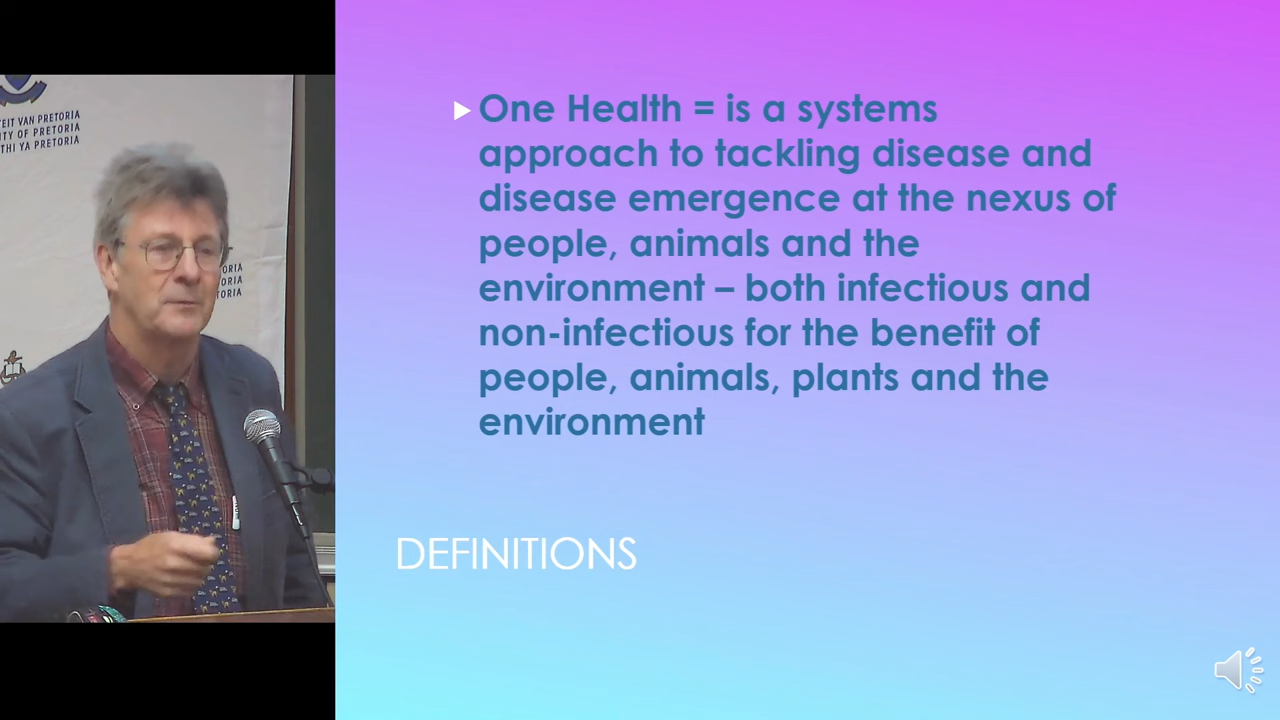 EIT VAN PRETORIA
ITY OF PRETORIA
THI YA PRETORIA
ORIA
ORIA
TORIA
One Health = is a systems
approach to tackling disease and
disease emergence at the nexus of
people, animals and the
environment – both infectious and
non-infectious for the benefit of
people, animals, plants and the
environment
DEFINITIONS